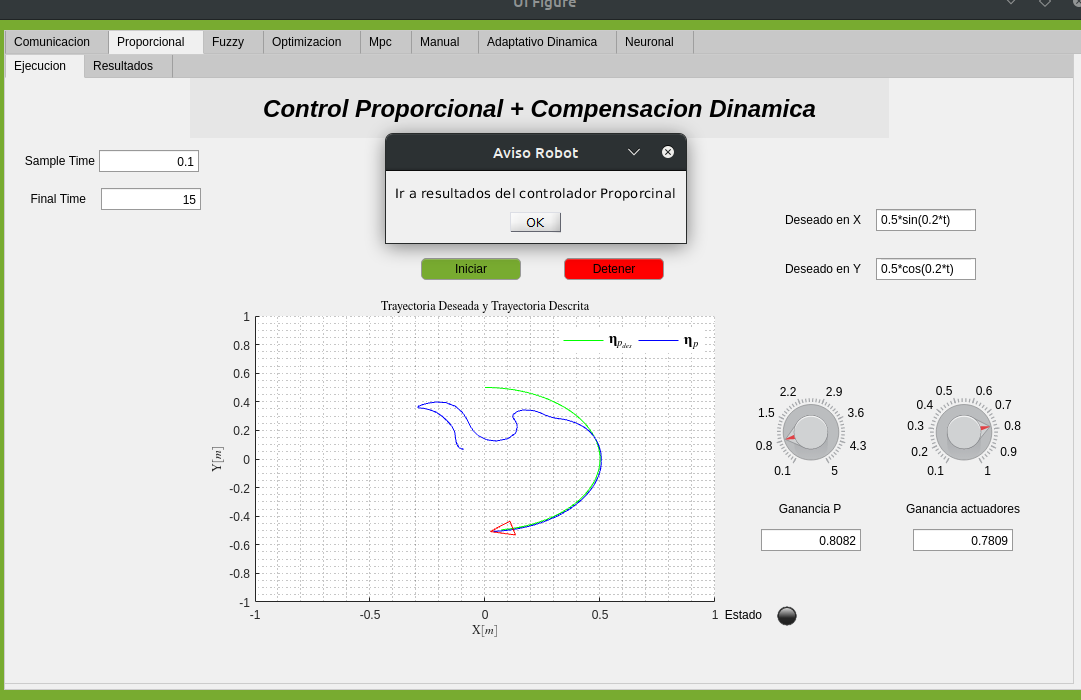 UI Figure
Comunicacion Proporcional Fuzzy Optimizacion Mpc Manual Adaptativo Dinamica Neuronal
Ejecucion Resultados
Control Proporcional + Compensacion Dinamica
Aviso Robot
Ir a resultados del controlador Proporcinal
OK
Sample Time 0.1
Final Time 15
Deseado en X 0.5*sin(0.2*t)
Deseado en Y 0.5*cos(0.2*t)
Iniciar Detener
Trayectoria Deseada y Trayectoria Descrita
η_{p_{des}} η_p
1
0.8
0.6
0.4
0.2
0
-0.2
-0.4
-0.6
-0.8
-1
Y[m]
-1 -0.5 0 0.5 1
X[m]
0.1 0.8 1.5 2.2 2.9 3.6 4.3 5
Ganancia P
0.8082
0.1 0.2 0.3 0.4 0.5 0.6 0.7 0.8 0.9 1
Ganancia actuadores
0.7809
Estado